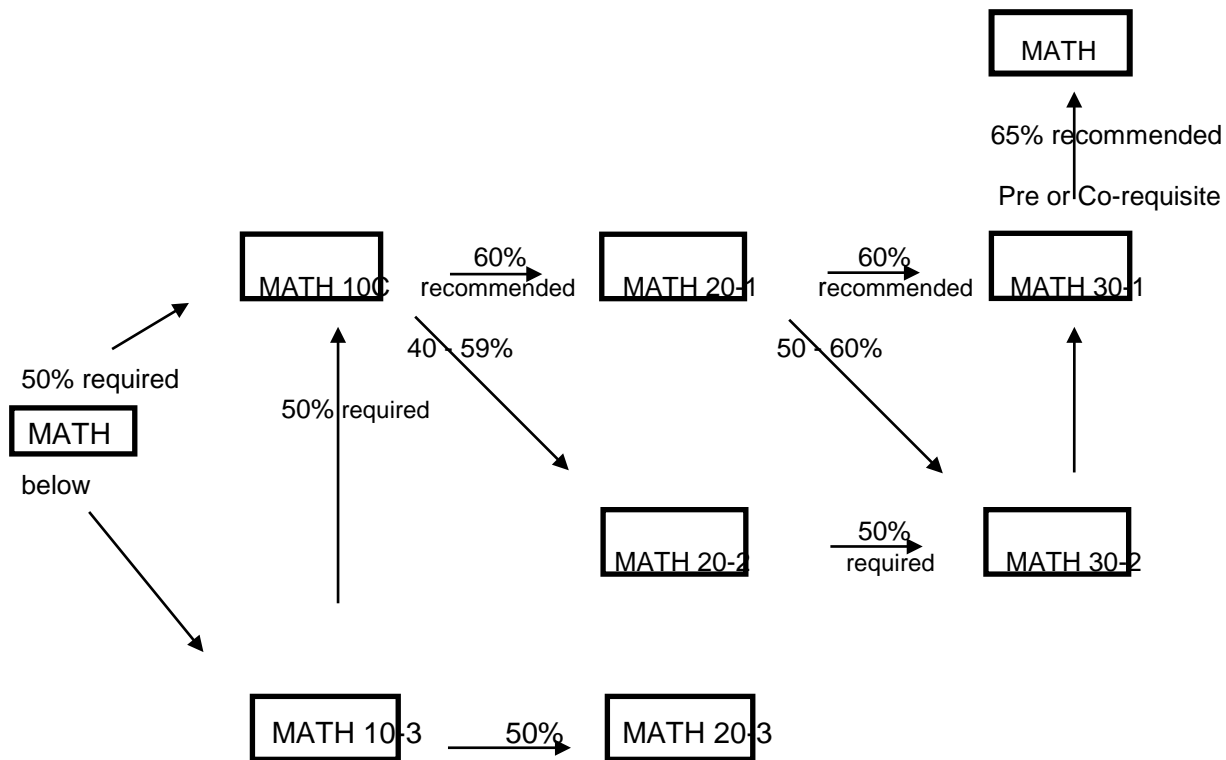 MATH
65% recommended
Pre or Co-requisite
60%
recommended
60%
recommended
MATH 10C
MATH 20-1
MATH 30-1
40 - 59%
50 - 60%
50% required
50% required
MATH
below
50%
required
MATH 20-2
MATH 30-2
MATH 10-3
50%
MATH 20-3